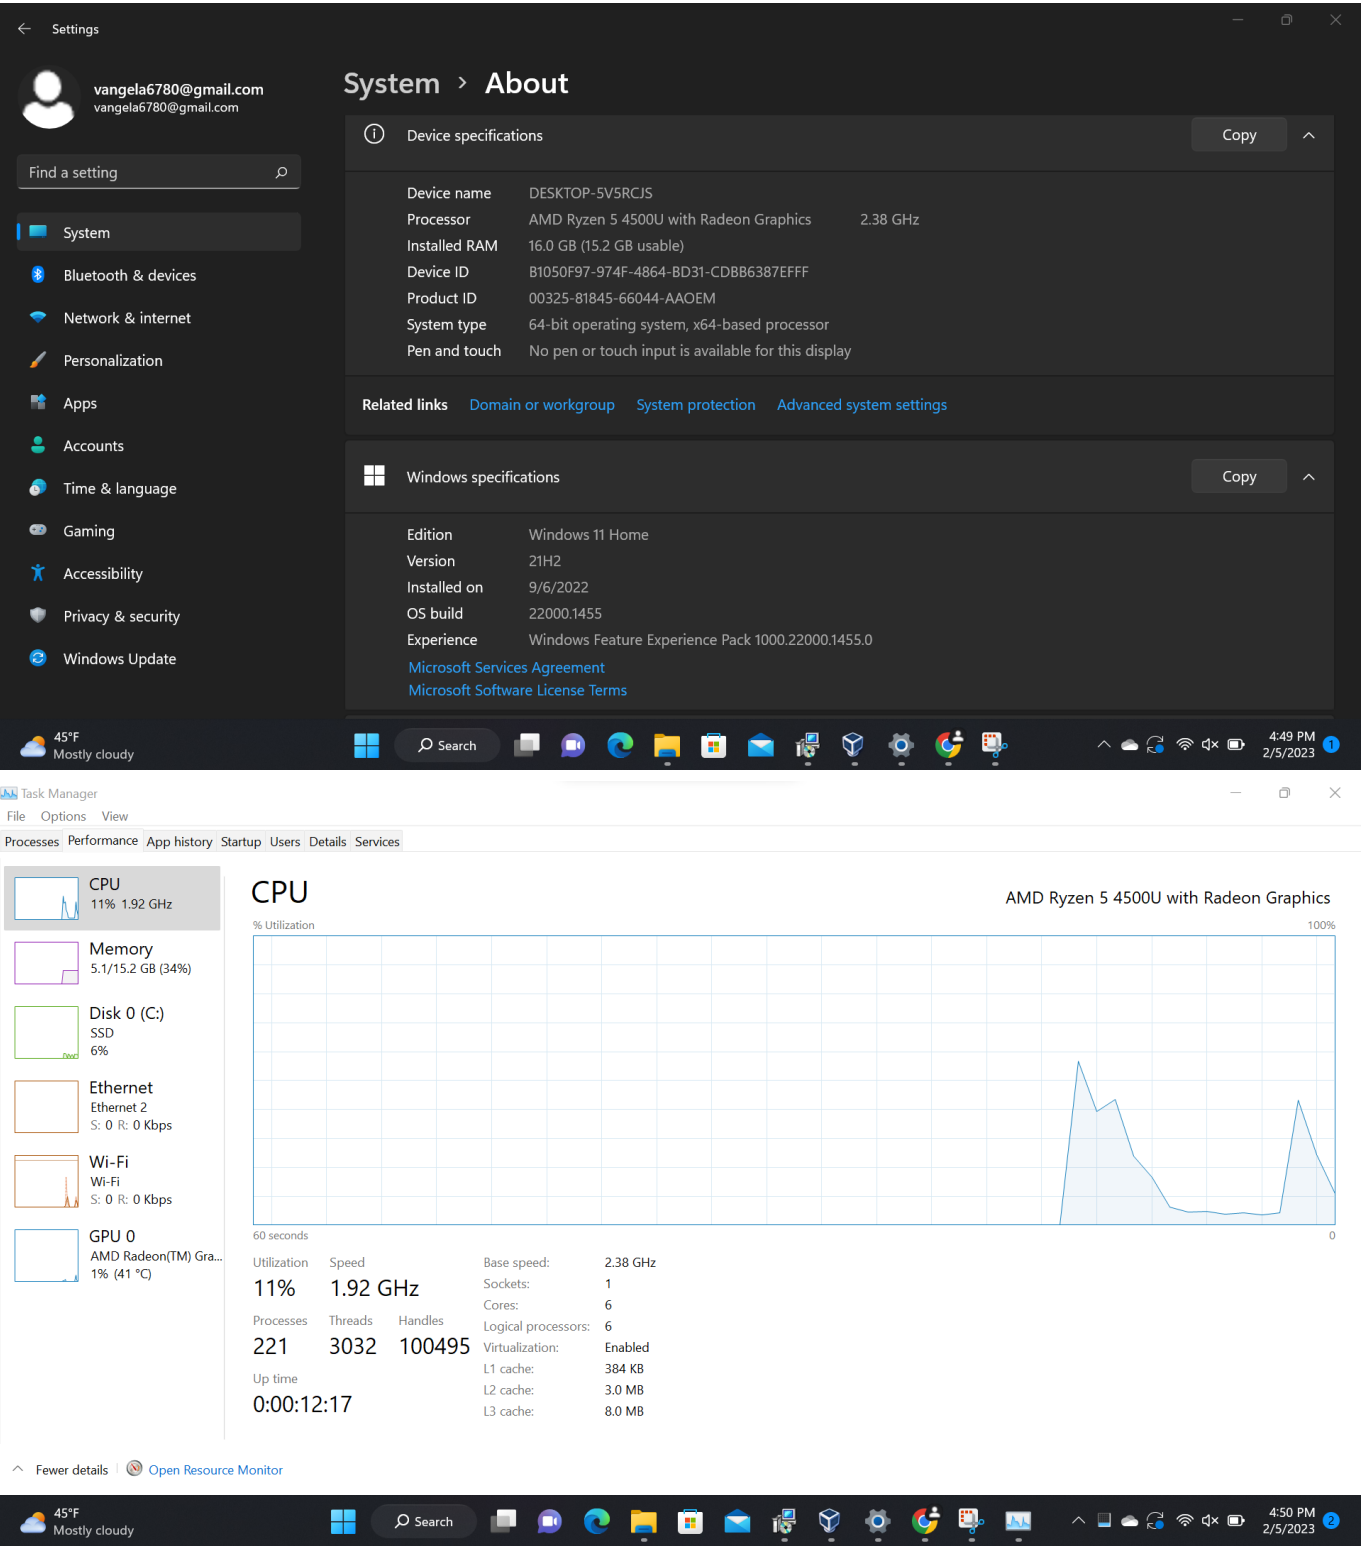 Settings
vangela6780@gmail.com
vangela6780@gmail.com
Find a setting
System
Bluetooth & devices
Network & internet
Personalization
Apps
Accounts
Time & language
Gaming
Accessibility
Privacy & security
Windows Update
System > About
Device specifications
Copy
Device name DESKTOP-5V5RCJS
Processor AMD Ryzen 5 4500U with Radeon Graphics 2.38 GHz
Installed RAM 16.0 GB (15.2 GB usable)
Device ID B1050F97-974F-4864-BD31-CDBB6387EFFF
Product ID 00325-81845-66044-AAOEM
System type 64-bit operating system, x64-based processor
Pen and touch No pen or touch input is available for this display
Related links Domain or workgroup System protection Advanced system settings
Windows specifications
Copy
Edition Windows 11 Home
Version 21H2
Installed on 9/6/2022
OS build 22000.1455
Experience Windows Feature Experience Pack 1000.22000.1455.0
Microsoft Services Agreement
Microsoft Software License Terms
45°F
Mostly cloudy
Search
4:49 PM
2/5/2023
1
Task Manager
File Options View
Processes Performance App history Startup Users Details Services
CPU
11% 1.92 GHz
Memory
5.1/15.2 GB (34%)
Disk 0 (C:)
SSD
6%
Ethernet
Ethernet 2
S: 0 R: 0 Kbps
Wi-Fi
Wi-Fi
S: 0 R: 0 Kbps
GPU 0
AMD Radeon(TM) Gra...
1% (41 °C)
CPU
AMD Ryzen 5 4500U with Radeon Graphics
% Utilization 100%
60 seconds 0
Utilization Speed
11% 1.92 GHz
Processes Threads Handles
221 3032 100495
Up time
0:00:12:17
Base speed: 2.38 GHz
Sockets: 1
Cores: 6
Logical processors: 6
Virtualization: Enabled
L1 cache: 384 KB
L2 cache: 3.0 MB
L3 cache: 8.0 MB
Fewer details Open Resource Monitor
45°F
Mostly cloudy
Search
4:50 PM
2/5/2023
2